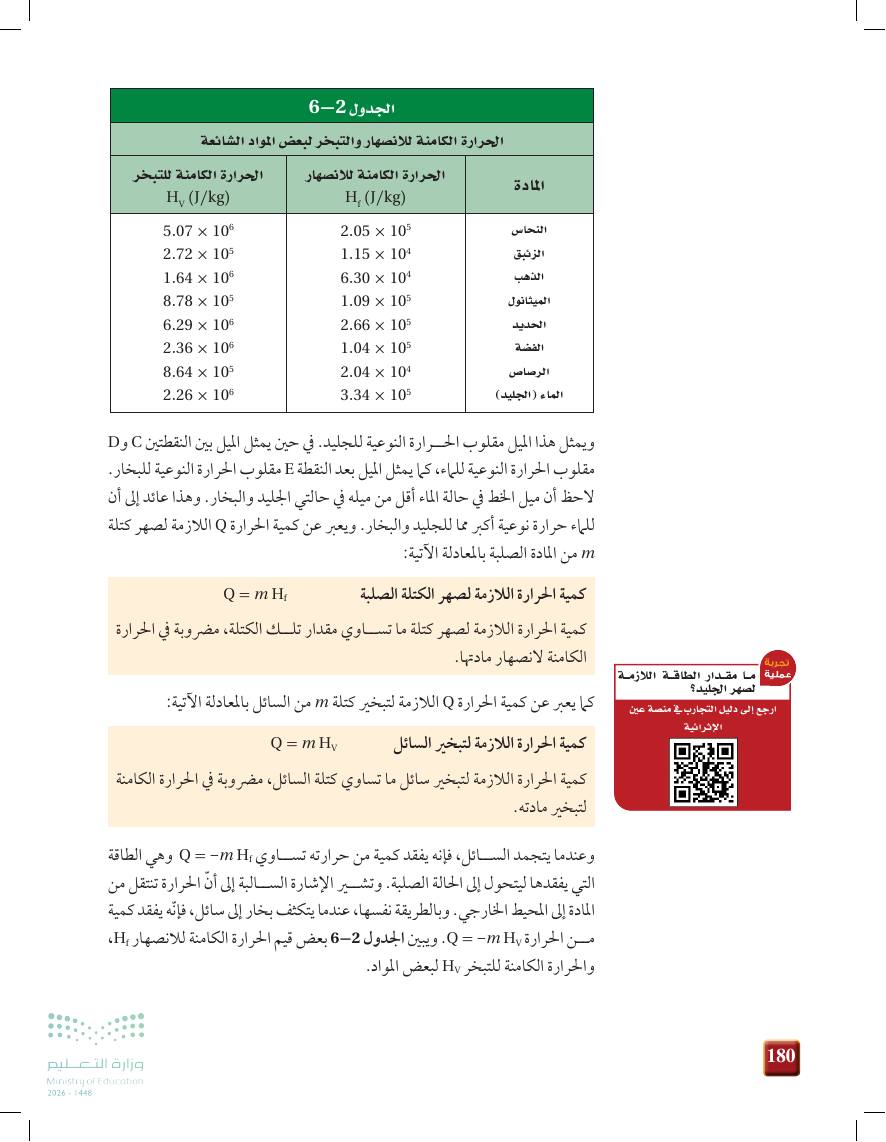 الجدول 2–6
الحرارة الكامنة للانصهار والتبخر لبعض المواد الشائعة
المادة الحرارة الكامنة للانصهار Hf (J/kg) الحرارة الكامنة للتبخر HV (J/kg)
النحاس 2.05 × 10⁵ 5.07 × 10⁶
الزئبق 1.15 × 10⁴ 2.72 × 10⁵
الذهب 6.30 × 10⁴ 1.64 × 10⁶
الميثانول 1.09 × 10⁵ 8.78 × 10⁵
الحديد 2.66 × 10⁵ 6.29 × 10⁶
الفضة 1.04 × 10⁵ 2.36 × 10⁶
الرصاص 2.04 × 10⁴ 8.64 × 10⁵
الماء (الجليد) 3.34 × 10⁵ 2.26 × 10⁶
ويمثل هذا الميل مقلوب الحرارة النوعية للجليد. في حين يمثل الميل بين النقطتين C و D
مقلوب الحرارة النوعية للماء، كما يمثل الميل بعد النقطة E مقلوب الحرارة النوعية للبخار.
لاحظ أن ميل الخط في حالة الماء أقل من ميله في حالتي الجليد والبخار. وهذا عائد إلى أن
للماء حرارة نوعية أكبر مما للجليد والبخار. ويعبر عن كمية الحرارة Q اللازمة لصهر كتلة
m من المادة الصلبة بالمعادلة الآتية:
كمية الحرارة اللازمة لصهر الكتلة الصلبة Q = m Hf
كمية الحرارة اللازمة لصهر كتلة ما تساوي مقدار تلك الكتلة، مضروبة في الحرارة
الكامنة لانصهار مادتها.
كما يعبر عن كمية الحرارة Q اللازمة لتبخير كتلة m من السائل بالمعادلة الآتية:
كمية الحرارة اللازمة لتبخير السائل Q = m HV
كمية الحرارة اللازمة لتبخير سائل ما تساوي كتلة السائل، مضروبة في الحرارة الكامنة
لتبخير مادته.
وعندما يتجمد السائل، فإنه يفقد كمية من حرارته تساوي Q = −m Hf وهي الطاقة
التي يفقدها ليتحول إلى الحالة الصلبة. وتشير الإشارة السالبة إلى أنّ الحرارة تنتقل من
المادة إلى المحيط الخارجي. وبالطريقة نفسها، عندما يتكثف بخار إلى سائل، فإنّه يفقد كمية
من الحرارة Q = −m HV. ويبين الجدول 2–6 بعض قيم الحرارة الكامنة للانصهار Hf،
والحرارة الكامنة للتبخر HV لبعض المواد.
تجربة
عملية
ما مقدار الطاقة اللازمة
لصهر الجليد؟
ارجع إلى دليل التجارب في منصة عين
الإثرائية
وزارة التعليم
Ministry of Education
2026 - 1448
180